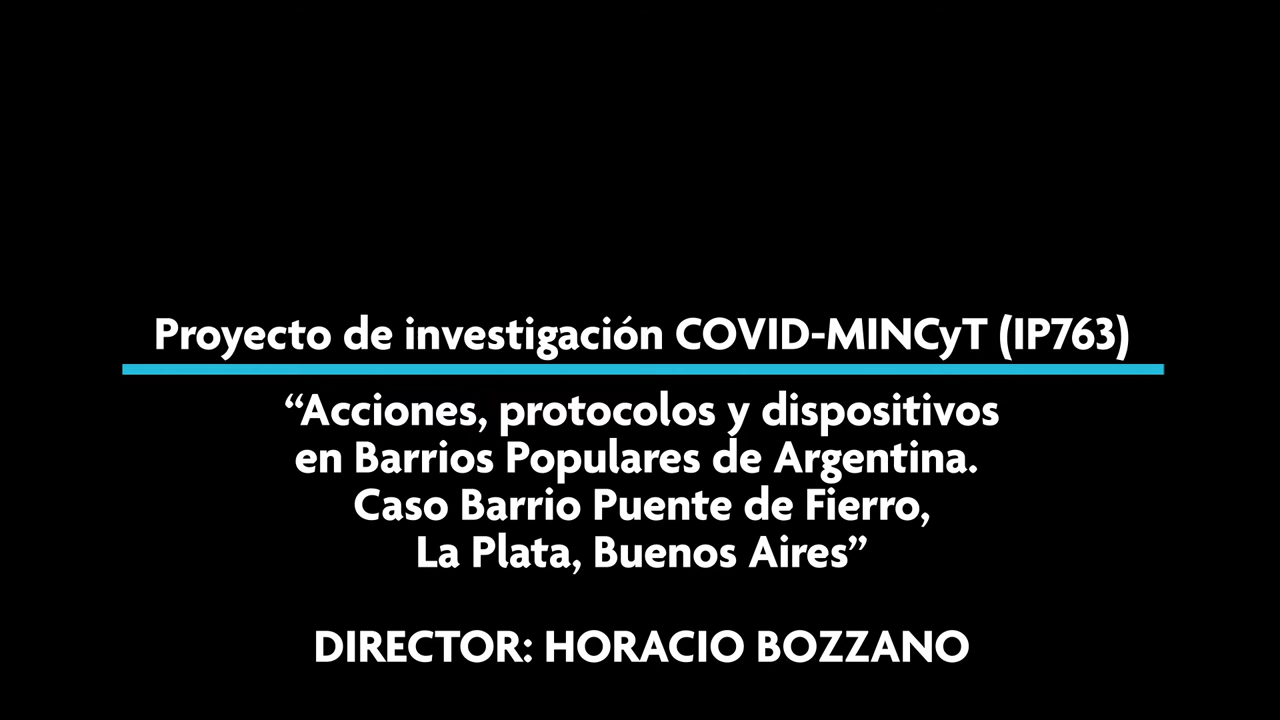 Proyecto de investigación COVID-MINCyT (IP763)
“Acciones, protocolos y dispositivos
en Barrios Populares de Argentina.
Caso Barrio Puente de Fierro,
La Plata, Buenos Aires”
DIRECTOR: HORACIO BOZZANO